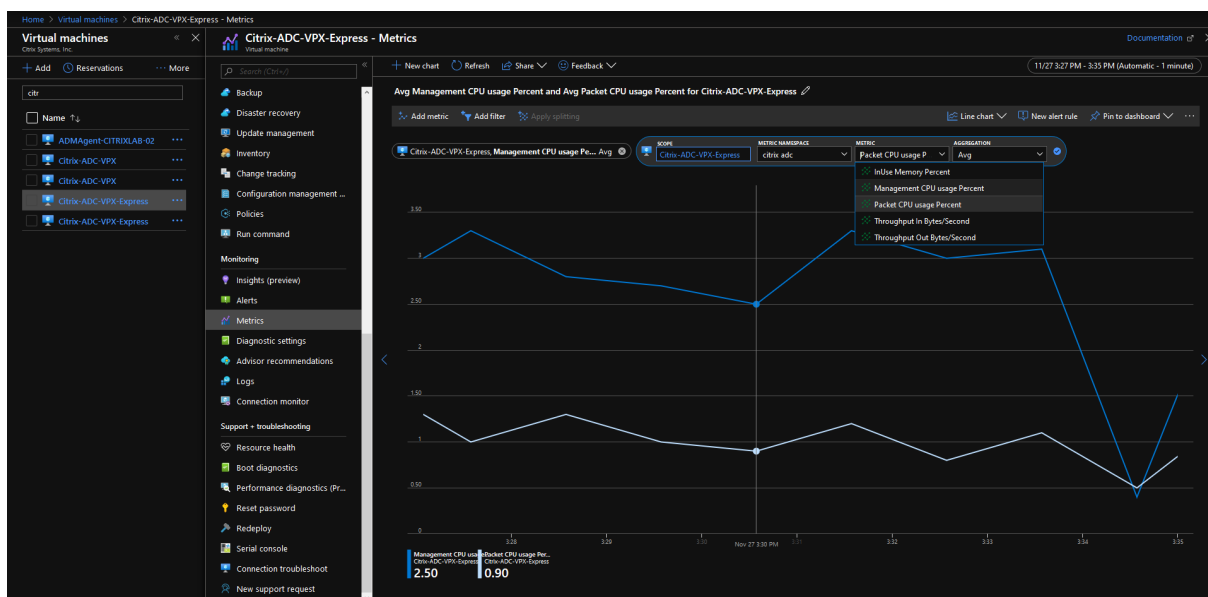 Home > Virtual machines > Citrix-ADC-VPX-Express - Metrics
Virtual machines
Citrix Systems, Inc.
Add Reservations ··· More
citr
Name ↑↓
ADMAgent-CITRIXLAB-02 ···
Citrix-ADC-VPX ···
Citrix-ADC-VPX ···
Citrix-ADC-VPX-Express ···
Citrix-ADC-VPX-Express ···
Citrix-ADC-VPX-Express - Metrics
Virtual machine
Documentation
Search (Ctrl+/)
Backup
Disaster recovery
Update management
Inventory
Change tracking
Configuration management ...
Policies
Run command
Monitoring
Insights (preview)
Alerts
Metrics
Diagnostic settings
Advisor recommendations
Logs
Connection monitor
Support + troubleshooting
Resource health
Boot diagnostics
Performance diagnostics (Pr...
Reset password
Redeploy
Serial console
Connection troubleshoot
New support request
New chart Refresh Share Feedback
11/27 3:27 PM - 3:35 PM (Automatic - 1 minute)
Avg Management CPU usage Percent and Avg Packet CPU usage Percent for Citrix-ADC-VPX-Express
Add metric Add filter Apply splitting
Line chart New alert rule Pin to dashboard ···
Citrix-ADC-VPX-Express, Management CPU usage Pe... Avg
SCOPE METRIC NAMESPACE METRIC AGGREGATION
Citrix-ADC-VPX-Express citrix adc Packet CPU usage P Avg
InUse Memory Percent
Management CPU usage Percent
Packet CPU usage Percent
Throughput In Bytes/Second
Throughput Out Bytes/Second
3.50
3
2.50
2
1.50
1
0.50
0
3:28 3:29 3:30 Nov 27 3:30 PM 3:31 3:32 3:33 3:34 3:35
Management CPU usa
Citrix-ADC-VPX-Express
2.50
Packet CPU usage Per...
Citrix-ADC-VPX-Express
0.90